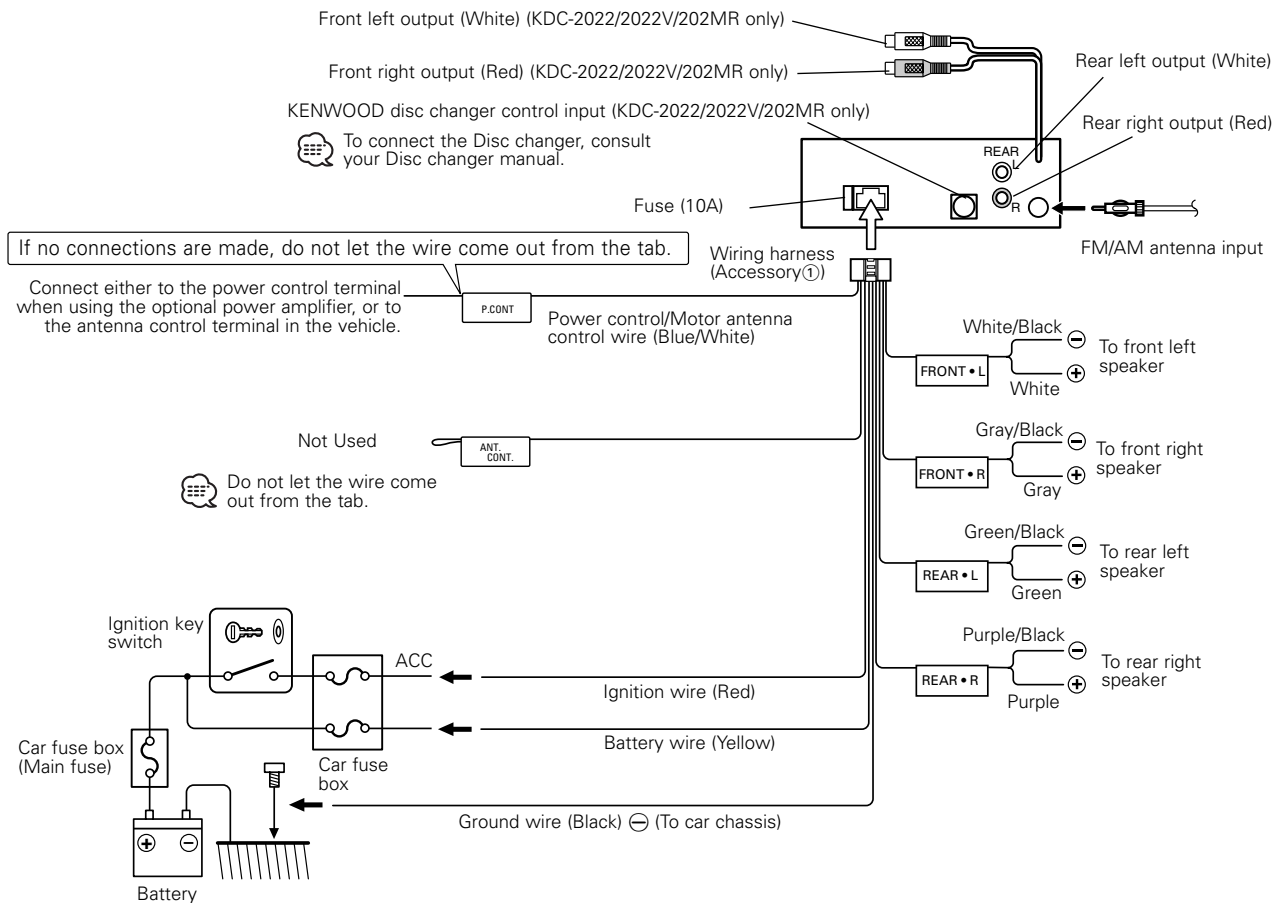 Front left output (White) (KDC-2022/2022V/202MR only)
Front right output (Red) (KDC-2022/2022V/202MR only)
Rear left output (White)
KENWOOD disc changer control input (KDC-2022/2022V/202MR only)
To connect the Disc changer, consult
your Disc changer manual.
Rear right output (Red)
REAR
L
R
Fuse (10A)
FM/AM antenna input
If no connections are made, do not let the wire come out from the tab.
Wiring harness
(Accessory①)
Connect either to the power control terminal
when using the optional power amplifier, or to
the antenna control terminal in the vehicle.
P.CONT
Power control/Motor antenna
control wire (Blue/White)
White/Black
⊖
To front left
speaker
FRONT • L
⊕
White
Not Used
ANT.
CONT.
Do not let the wire come
out from the tab.
Gray/Black
⊖
To front right
speaker
FRONT • R
⊕
Gray
Green/Black
⊖
To rear left
speaker
REAR • L
⊕
Green
Purple/Black
⊖
To rear right
speaker
REAR • R
⊕
Purple
Ignition key
switch
ACC
Ignition wire (Red)
Battery wire (Yellow)
Car fuse box
(Main fuse)
Car fuse
box
Ground wire (Black) ⊖ (To car chassis)
⊕ ⊖
Battery